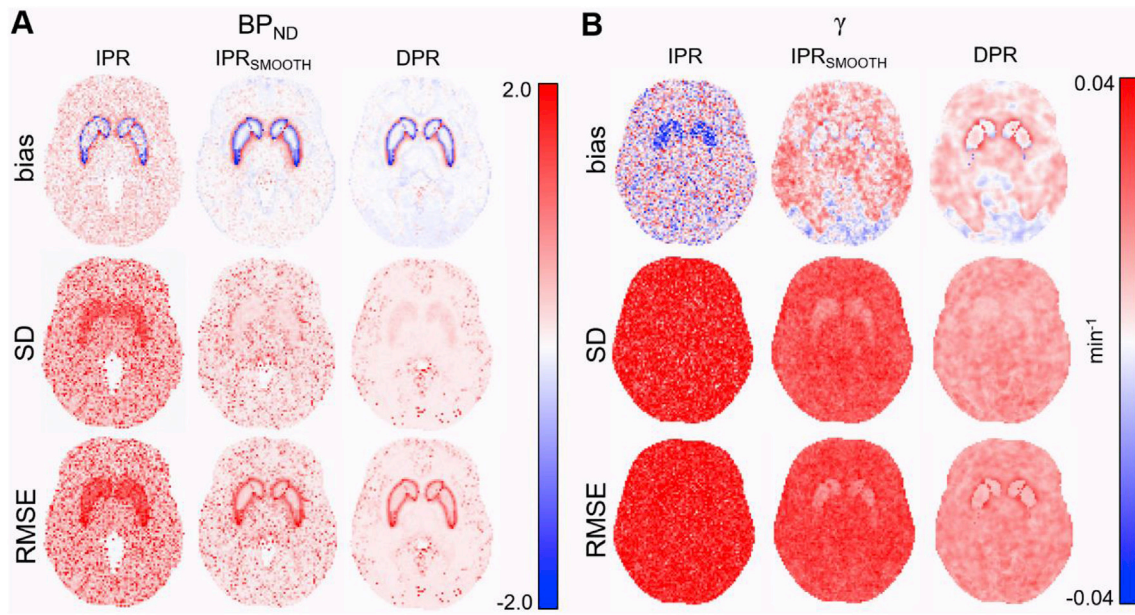 A
BP_ND
IPR
IPR_SMOOTH
DPR
bias
SD
RMSE
2.0
-2.0
B
γ
IPR
IPR_SMOOTH
DPR
bias
SD
RMSE
0.04
min⁻¹
-0.04